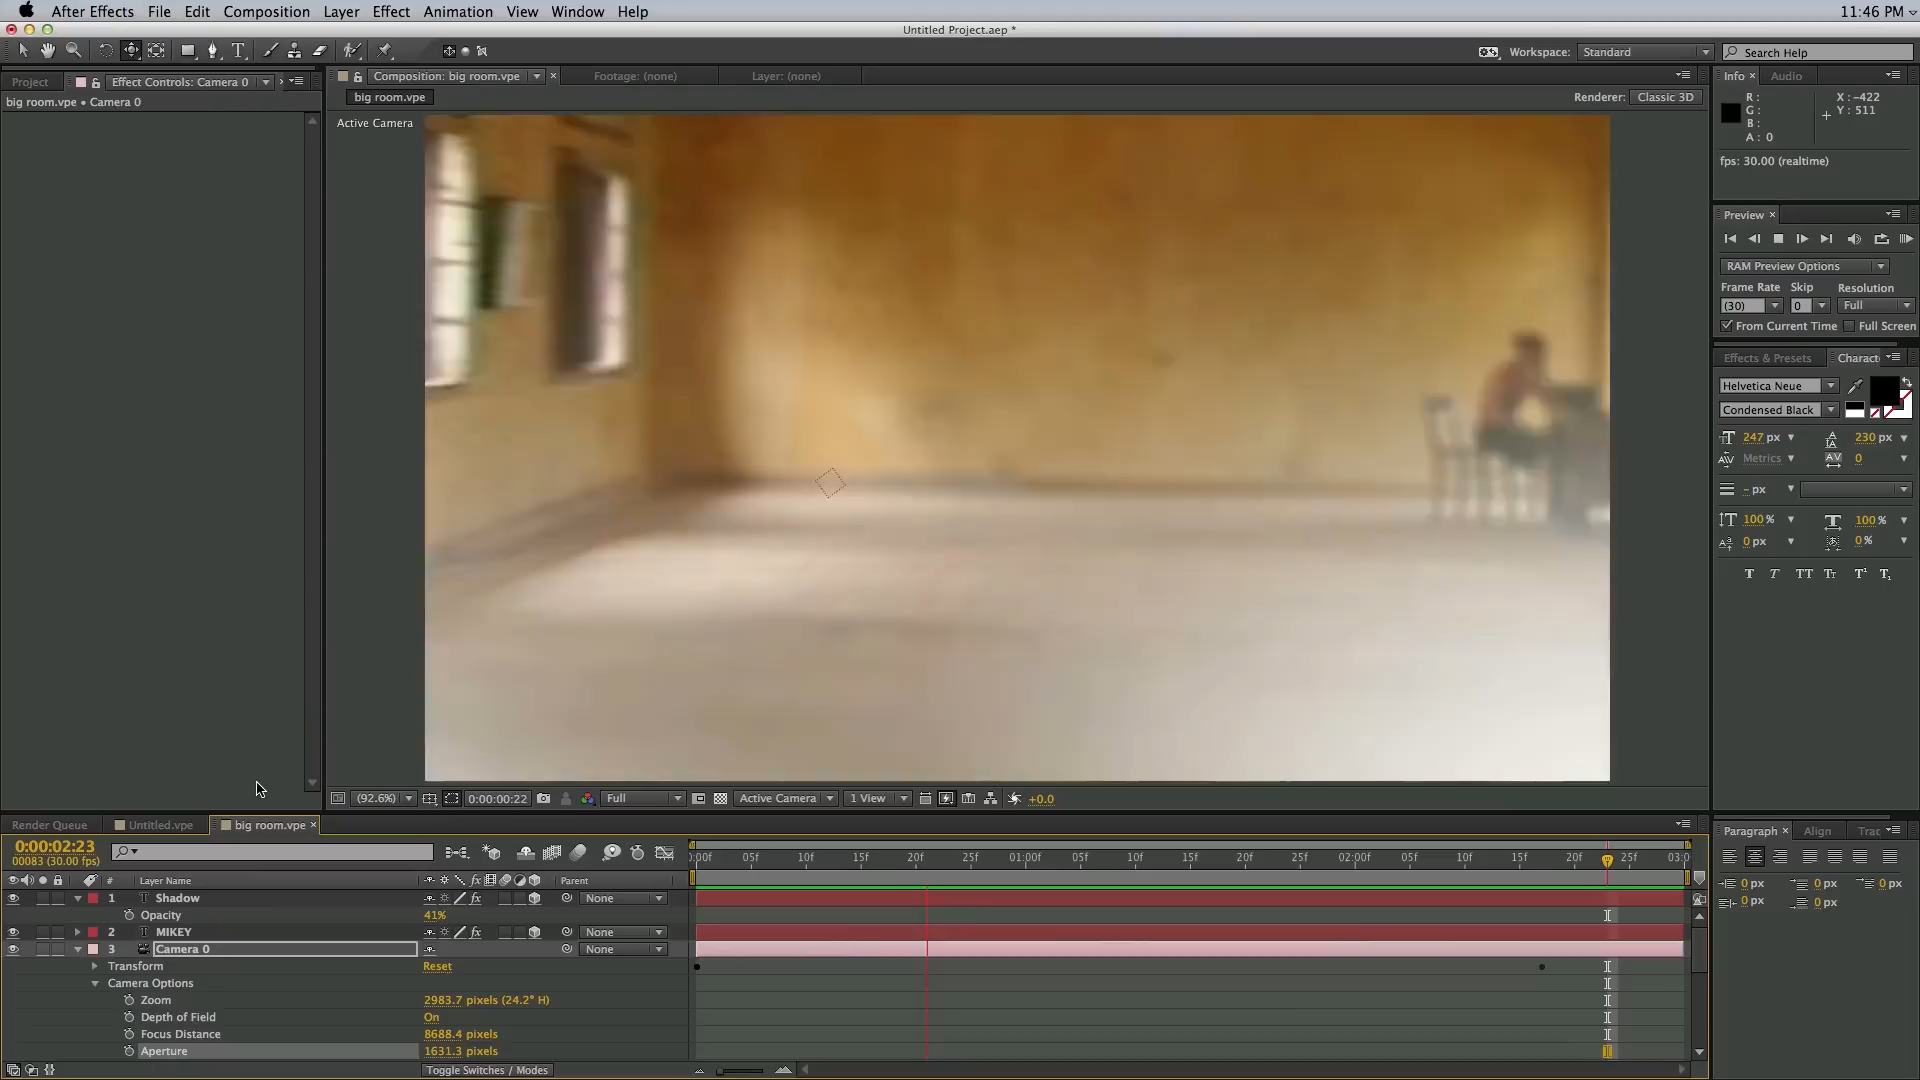 After Effects File Edit Composition Layer Effect Animation View Window Help 11:46 PM
Untitled Project.aep *
Workspace: Standard Search Help
Project Effect Controls: Camera 0
big room.vpe • Camera 0
Composition: big room.vpe × Footage: (none) Layer: (none)
big room.vpe
Renderer: Classic 3D
Active Camera
Info × Audio
R :
G :
B :
A : 0
X : -422
Y : 511
fps: 30.00 (realtime)
Preview ×
RAM Preview Options
Frame Rate Skip Resolution
(30) 0 Full
From Current Time Full Screen
Effects & Presets Charact
Helvetica Neue
Condensed Black
247 px 230 px
Metrics 0
- px
100 % 100 %
0 px 0 %
T T TT Tt T¹ T₁
(92.6%) 0:00:00:22 Full Active Camera 1 View +0.0
Render Queue Untitled.vpe big room.vpe ×
0:00:02:23
00083 (30.00 fps)
:00f 05f 10f 15f 20f 25f 01:00f 05f 10f 15f 20f 25f 02:00f 05f 10f 15f 20f 25f 03:0
# Layer Name fx Parent
1 T Shadow fx None
Opacity 41%
2 T MIKEY fx None
3 Camera 0 None
Transform Reset
Camera Options
Zoom 2983.7 pixels (24.2° H)
Depth of Field On
Focus Distance 8688.4 pixels
Aperture 1631.3 pixels
Toggle Switches / Modes
Paragraph × Align Trac
0 px 0 px 0 px
0 px 0 px